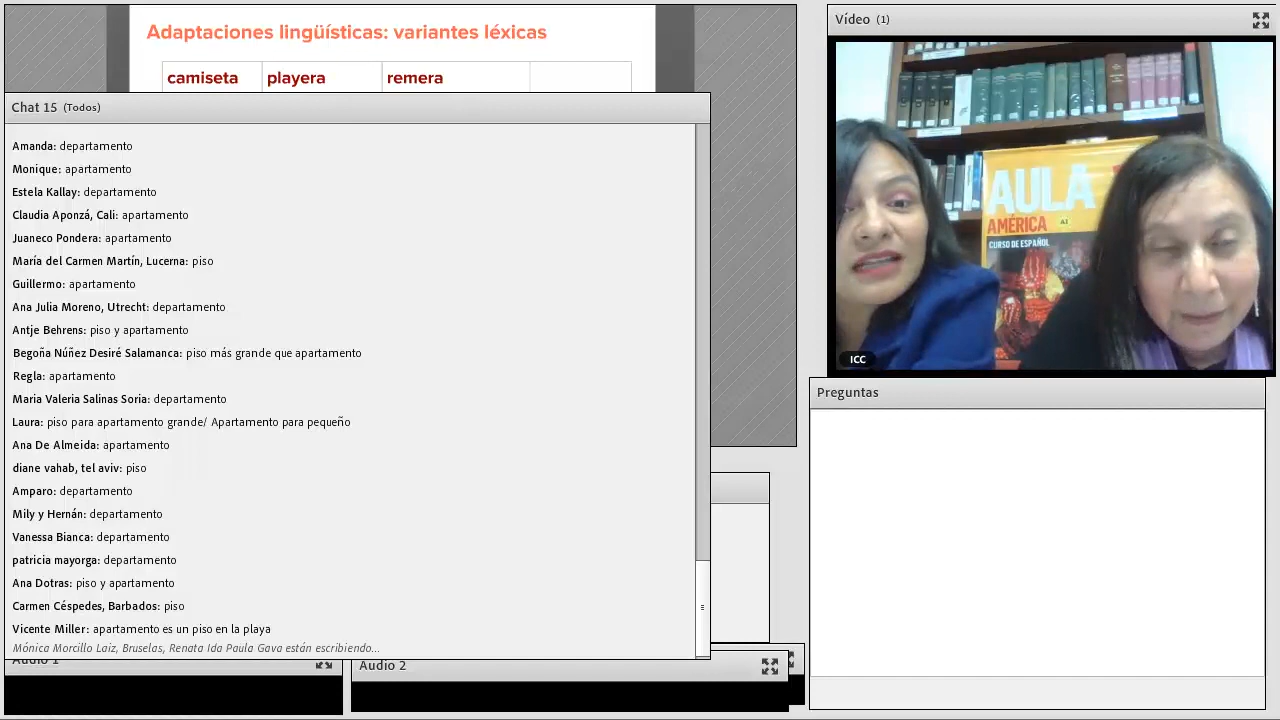 Adaptaciones lingüísticas: variantes léxicas
camiseta playera remera
Chat 15 (Todos)
Amanda: departamento
Monique: apartamento
Estela Kallay: departamento
Claudia Aponzá, Cali: apartamento
Juaneco Pondera: apartamento
María del Carmen Martín, Lucerna: piso
Guillermo: apartamento
Ana Julia Moreno, Utrecht: departamento
Antje Behrens: piso y apartamento
Begoña Núñez Desiré Salamanca: piso más grande que apartamento
Regla: apartamento
Maria Valeria Salinas Soria: departamento
Laura: piso para apartamento grande/ Apartamento para pequeño
Ana De Almeida: apartamento
diane vahab, tel aviv: piso
Amparo: departamento
Mily y Hernán: departamento
Vanessa Bianca: departamento
patricia mayorga: departamento
Ana Dotras: piso y apartamento
Carmen Céspedes, Barbados: piso
Vicente Miller: apartamento es un piso en la playa
Mónica Morcillo Laiz, Bruselas, Renata Ida Paula Gava están escribiendo...
Audio 1
Audio 2
Vídeo (1)
AULA
AMÉRICA A1
CURSO DE ESPAÑOL
ICC
Preguntas